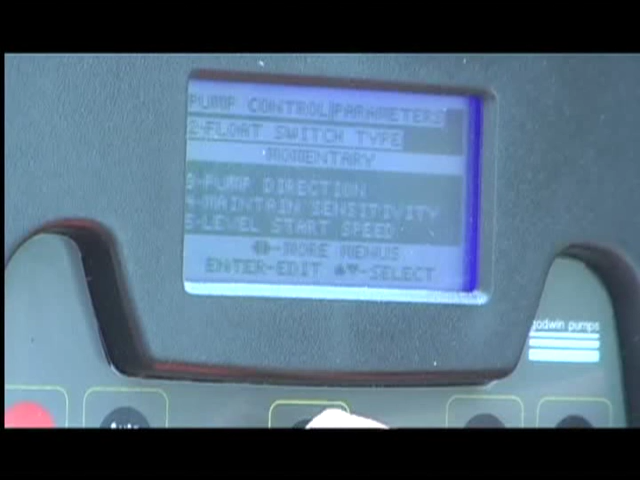 PUMP CONTROL PARAMETERS
2-FLOAT SWITCH TYPE
MOMENTARY
3-PUMP DIRECTION
4-MAINTAIN SENSITIVITY
5-LEVEL START SPEED
◀▶-MORE MENUS
ENTER-EDIT ▲▼-SELECT
godwin pumps